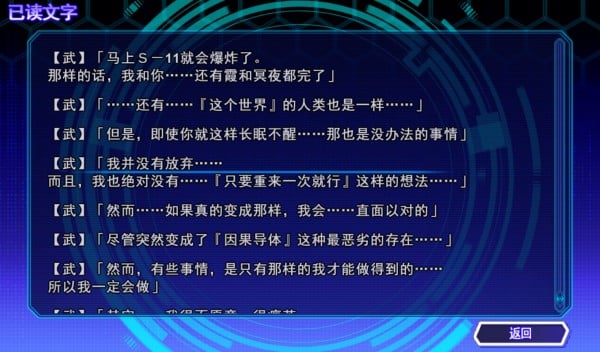 已读文字
【武】「马上Ｓ－11就会爆炸了。
那样的话，我和你……还有霞和冥夜都完了」
【武】「……还有……『这个世界』的人类也是一样……」
【武】「但是，即使你就这样长眠不醒……那也是没办法的事情」
【武】「我并没有放弃……
而且，我也绝对没有……『只要重来一次就行』这样的想法……」
【武】「然而……如果真的变成那样，我会……直面以对的」
【武】「尽管突然变成了『因果导体』这种最恶劣的存在……」
【武】「然而，有些事情，是只有那样的我才能做得到的……
所以我一定会做」
返回